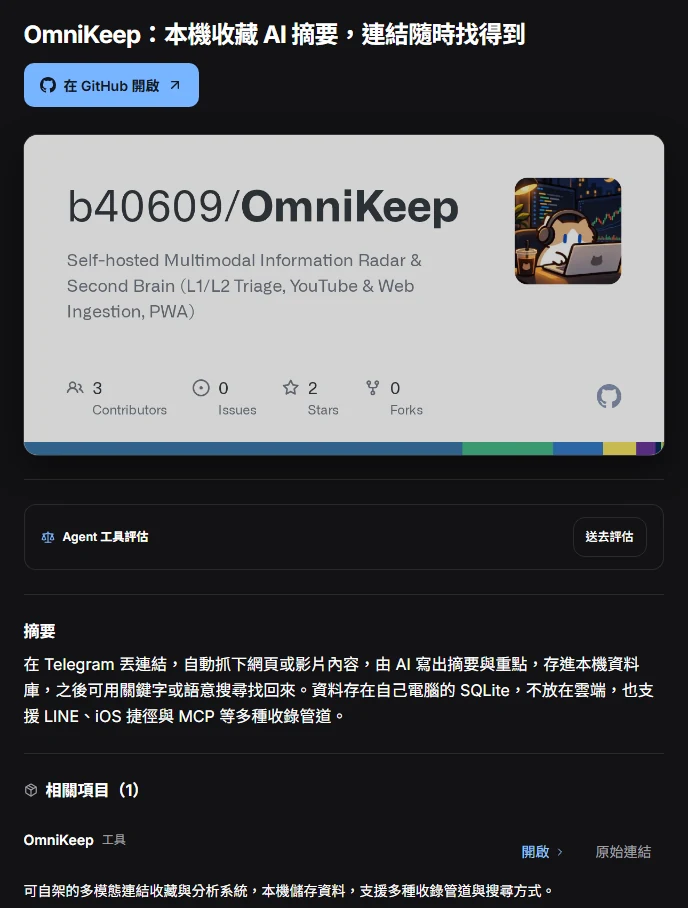 OmniKeep：本機收藏 AI 摘要，連結隨時找得到
在 GitHub 開啟
b40609/OmniKeep
Self-hosted Multimodal Information Radar &
Second Brain (L1/L2 Triage, YouTube & Web
Ingestion, PWA)
3 0 2 0
Contributors Issues Stars Forks
Agent 工具評估 送去評估
摘要
在 Telegram 丟連結，自動抓下網頁或影片內容，由 AI 寫出摘要與重點，存進本機資料
庫，之後可用關鍵字或語意搜尋找回來。資料存在自己電腦的 SQLite，不放在雲端，也支
援 LINE、iOS 捷徑與 MCP 等多種收錄管道。
相關項目（1）
OmniKeep 工具
開啟 原始連結
可自架的多模態連結收藏與分析系統，本機儲存資料，支援多種收錄管道與搜尋方式。